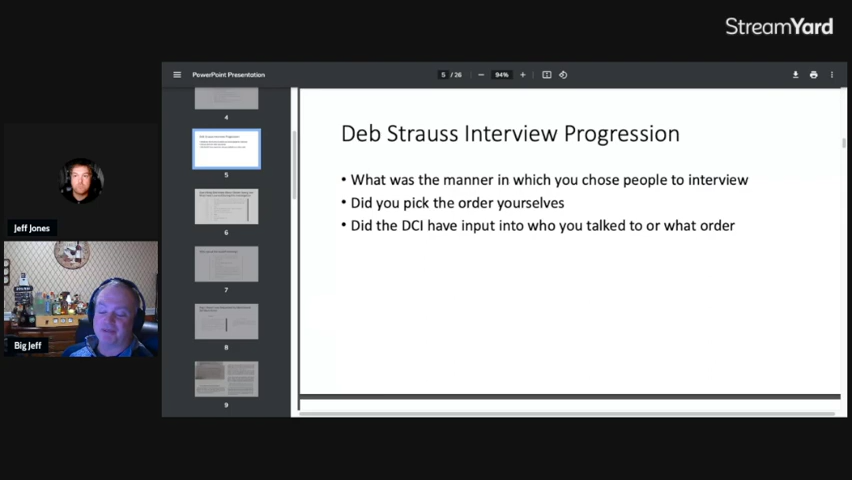 StreamYard
PowerPoint Presentation
5 / 26
94%
4
5
6
7
8
9
Deb Strauss Interview Progression
• What was the manner in which you chose people to interview
• Did you pick the order yourselves
• Did the DCI have input into who you talked to or what order
Jeff Jones
Big Jeff